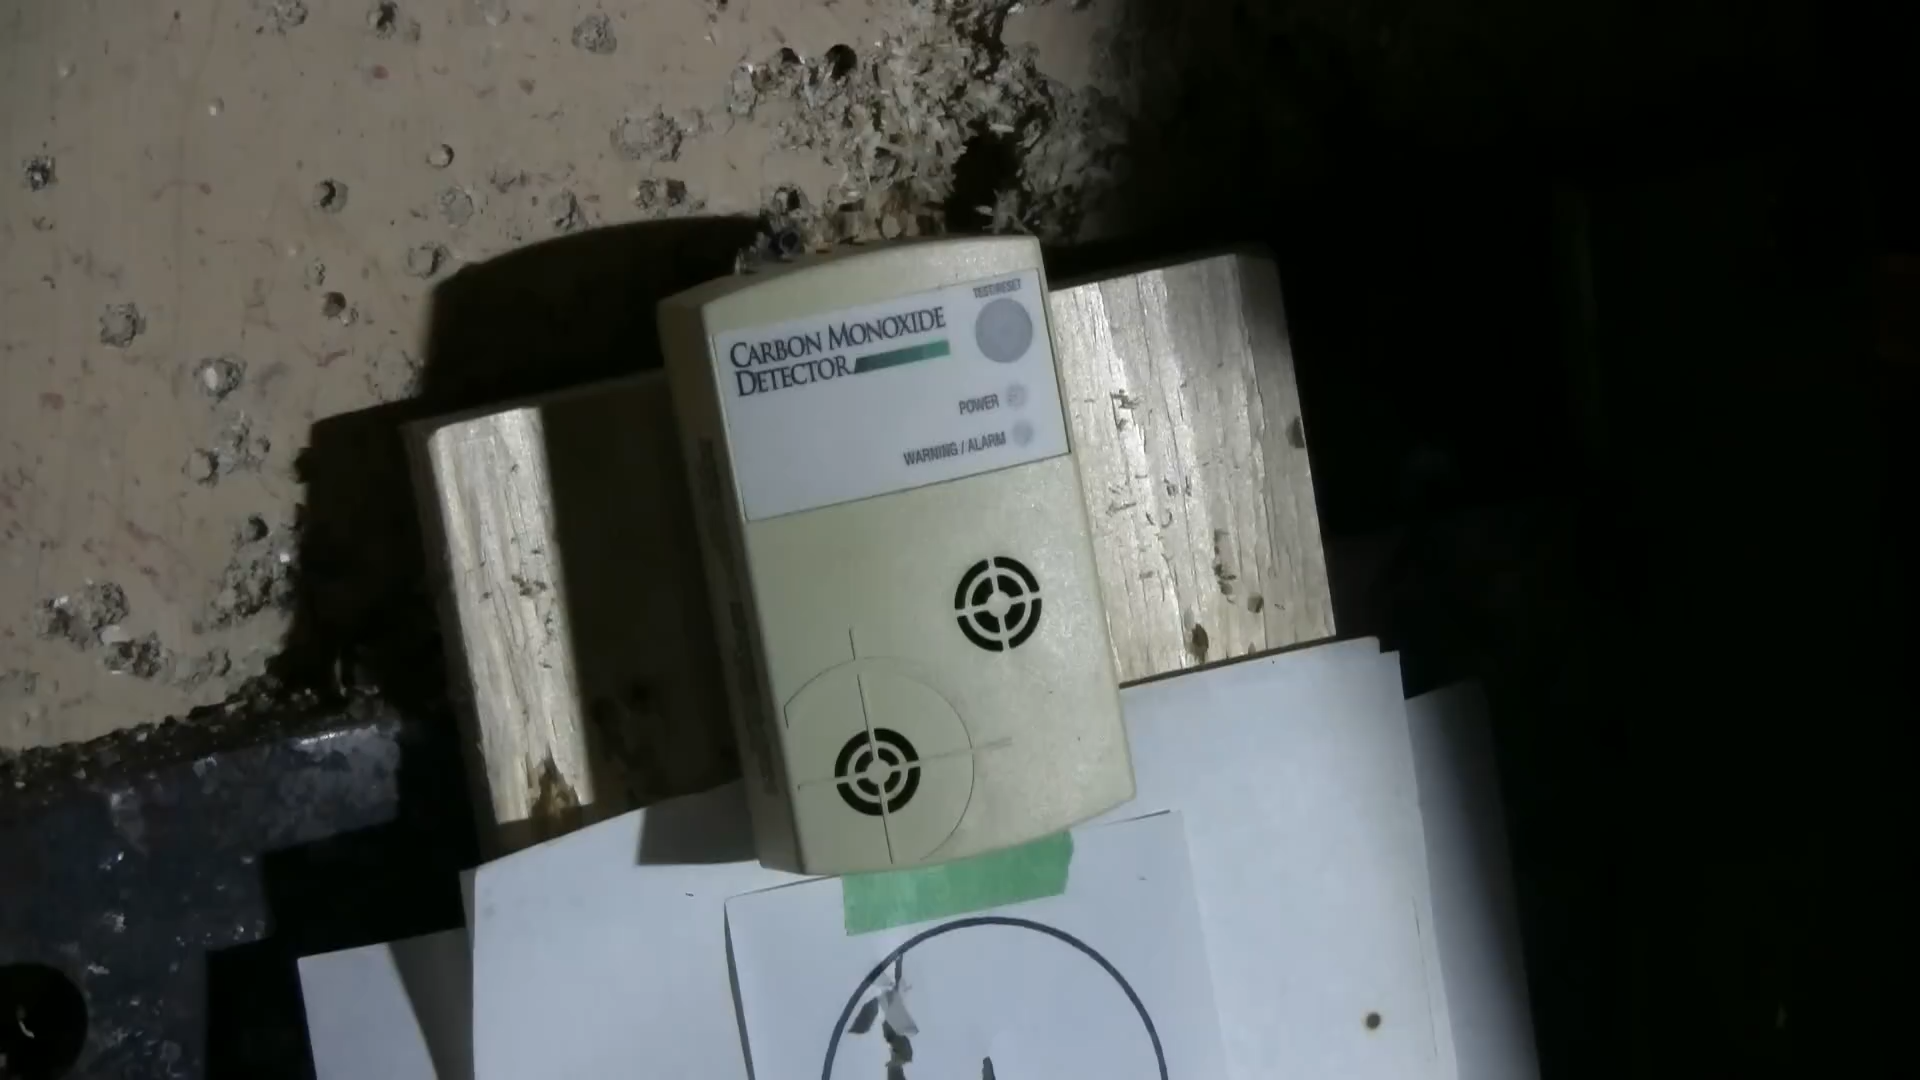 TEST/RESET
CARBON MONOXIDE
DETECTOR
POWER
WARNING / ALARM